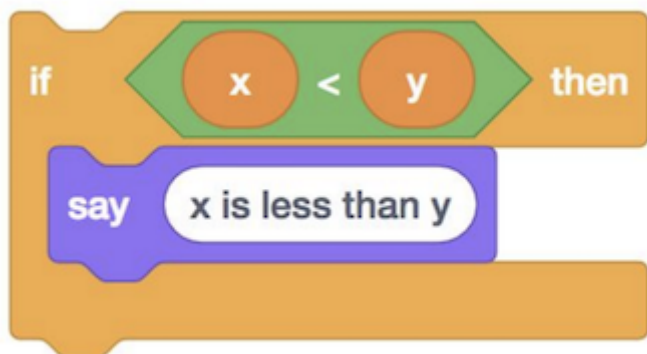 if x < y then
say x is less than y